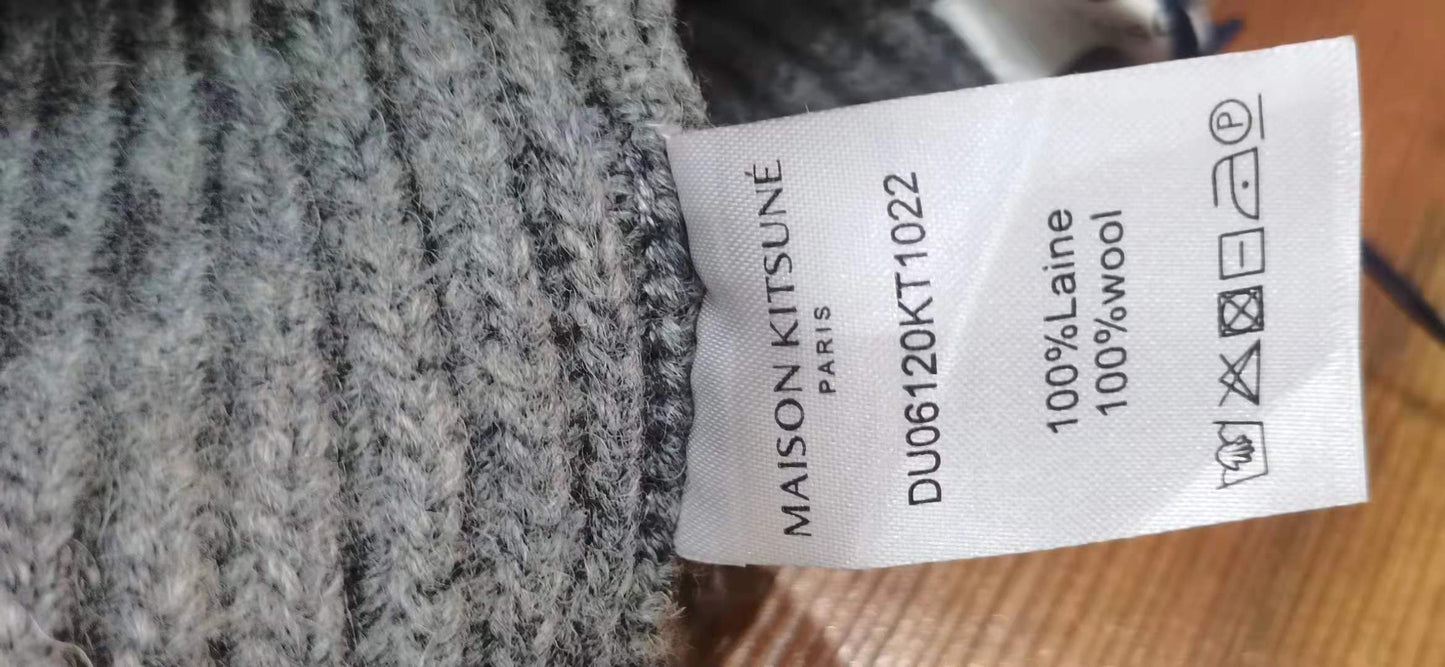 MAISON KITSUNÉ
PARIS
DU06120KT1022
100%Laine
100%wool
P